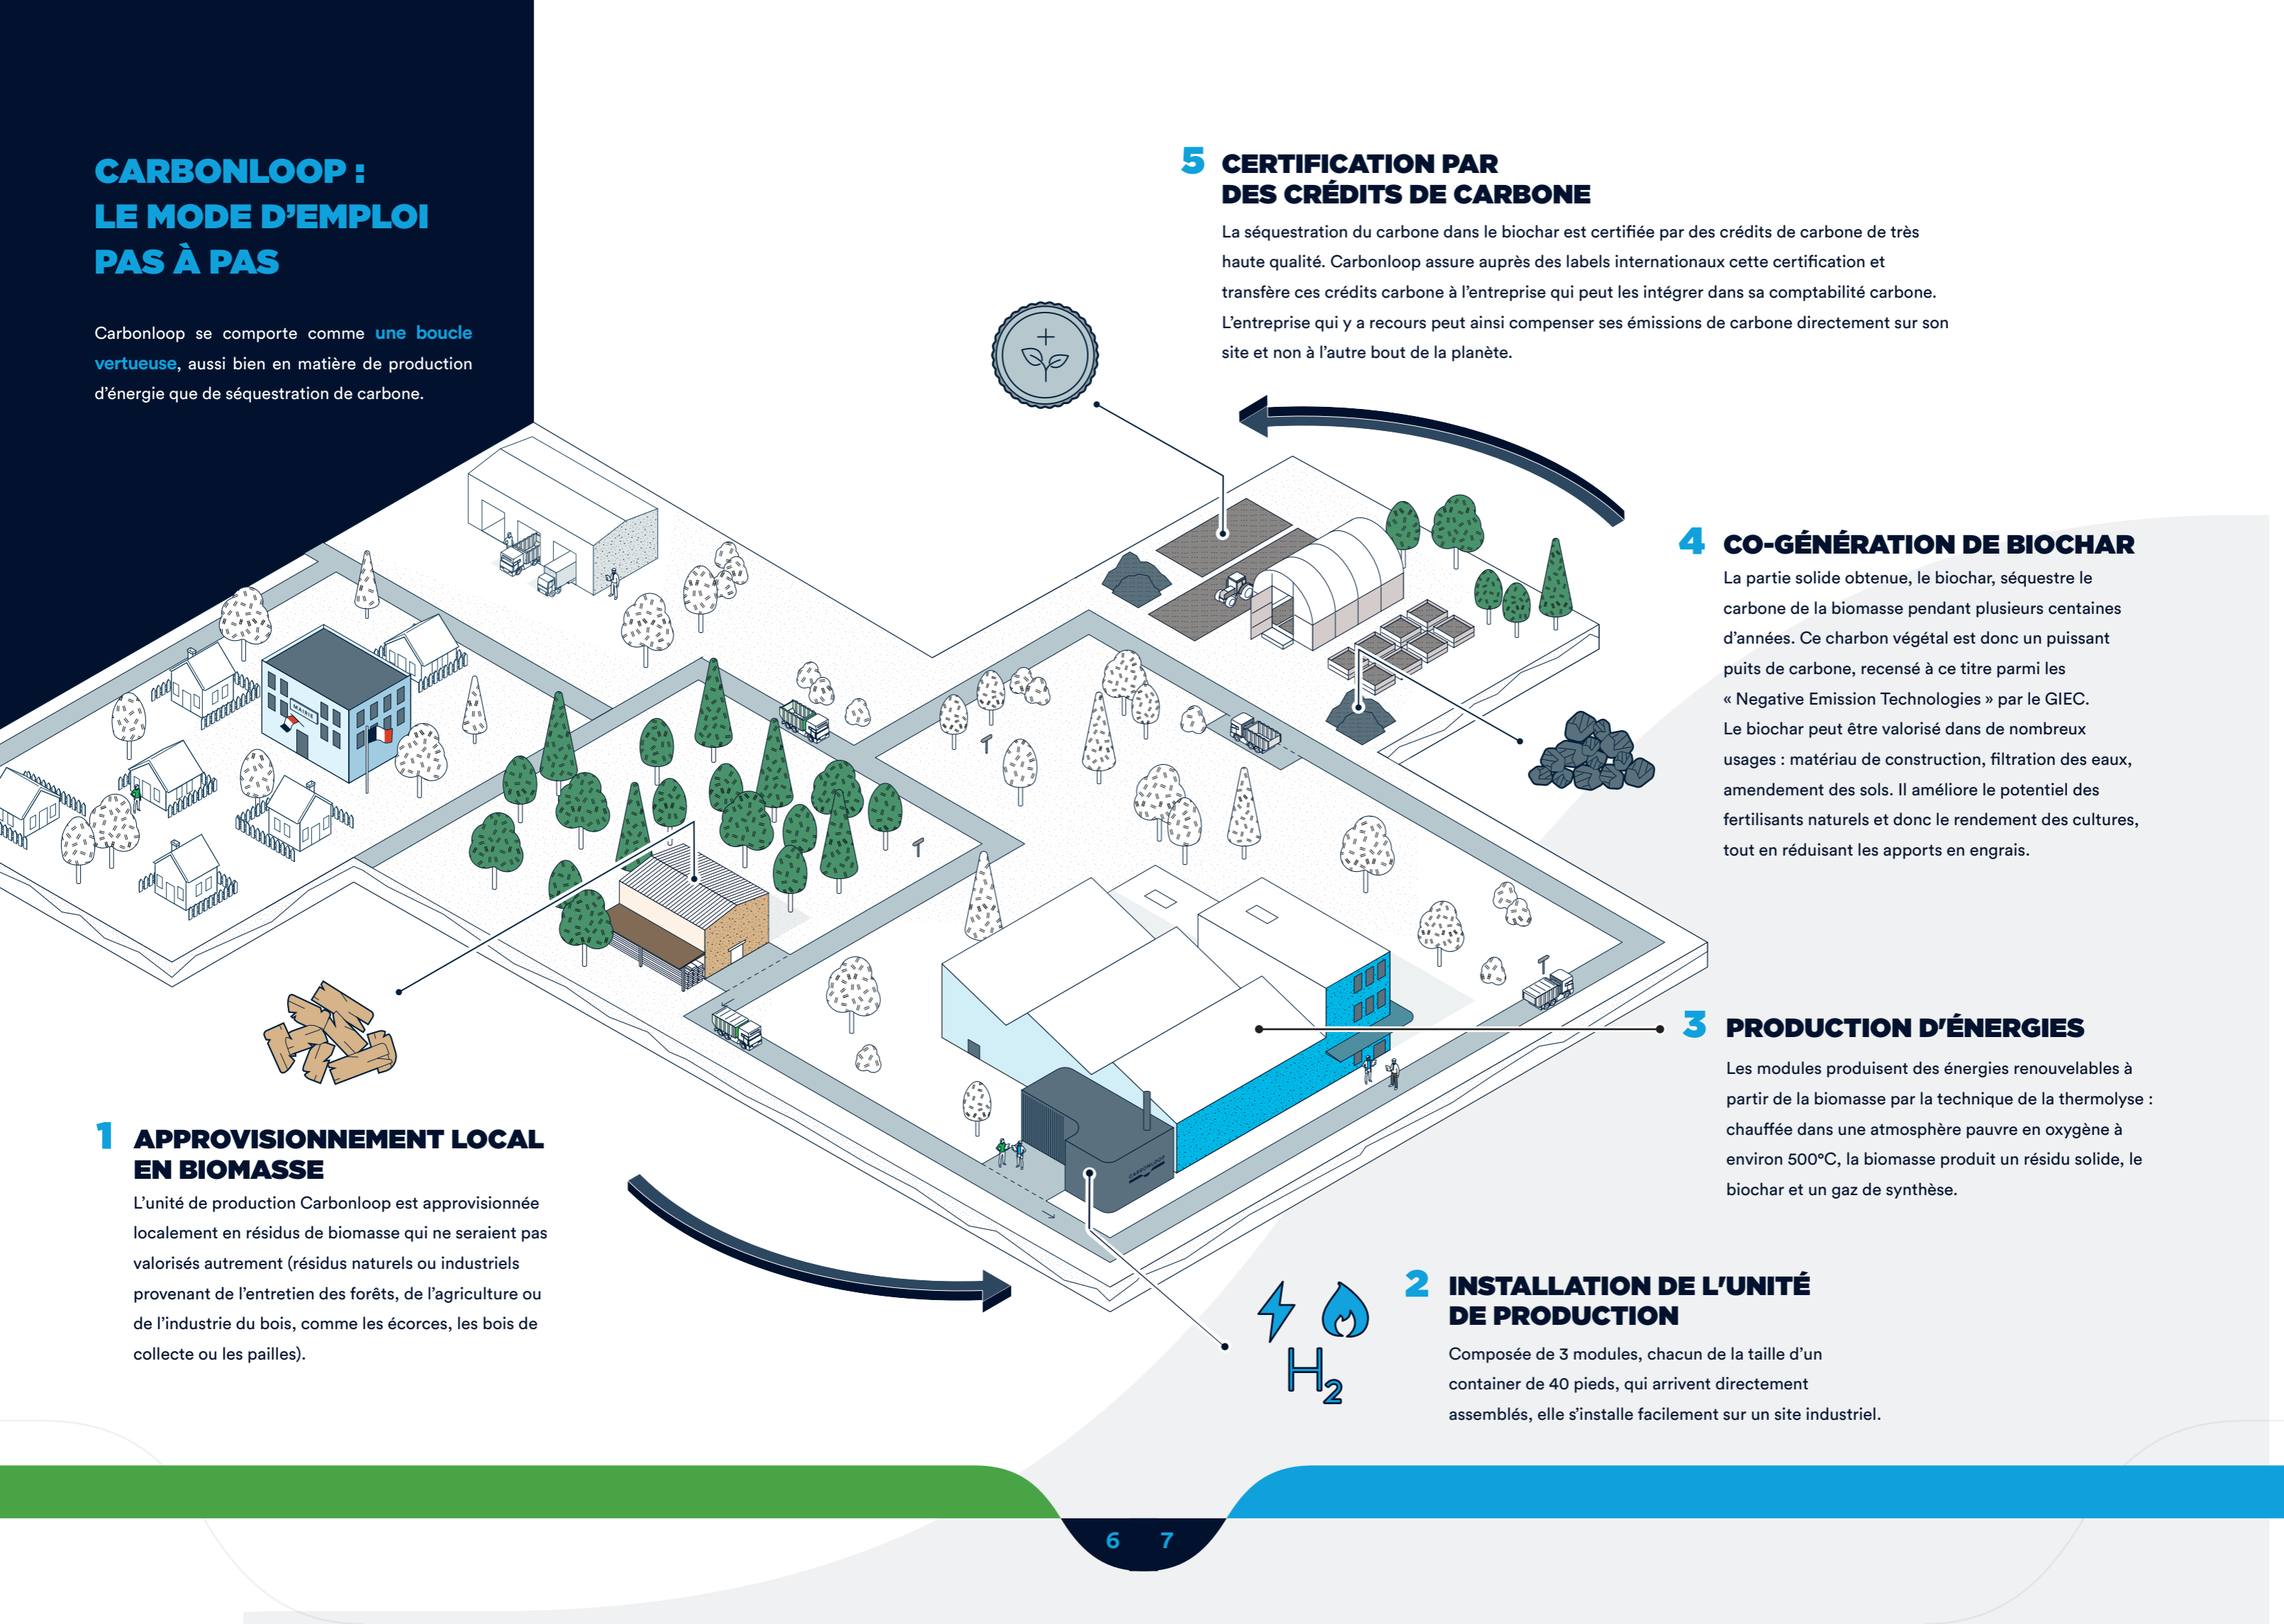 CARBONLOOP :
LE MODE D'EMPLOI
PAS À PAS
Carbonloop se comporte comme une boucle
vertueuse, aussi bien en matière de production
d'énergie que de séquestration de carbone.
5 CERTIFICATION PAR
DES CRÉDITS DE CARBONE
La séquestration du carbone dans le biochar est certifiée par des crédits de carbone de très
haute qualité. Carbonloop assure auprès des labels internationaux cette certification et
transfère ces crédits carbone à l'entreprise qui peut les intégrer dans sa comptabilité carbone.
L'entreprise qui y a recours peut ainsi compenser ses émissions de carbone directement sur son
site et non à l'autre bout de la planète.
4 CO-GÉNÉRATION DE BIOCHAR
La partie solide obtenue, le biochar, séquestre le
carbone de la biomasse pendant plusieurs centaines
d'années. Ce charbon végétal est donc un puissant
puits de carbone, recensé à ce titre parmi les
« Negative Emission Technologies » par le GIEC.
Le biochar peut être valorisé dans de nombreux
usages : matériau de construction, filtration des eaux,
amendement des sols. Il améliore le potentiel des
fertilisants naturels et donc le rendement des cultures,
tout en réduisant les apports en engrais.
MAIRIE
3 PRODUCTION D'ÉNERGIES
Les modules produisent des énergies renouvelables à
partir de la biomasse par la technique de la thermolyse :
chauffée dans une atmosphère pauvre en oxygène à
environ 500°C, la biomasse produit un résidu solide, le
biochar et un gaz de synthèse.
1 APPROVISIONNEMENT LOCAL
EN BIOMASSE
L'unité de production Carbonloop est approvisionnée
localement en résidus de biomasse qui ne seraient pas
valorisés autrement (résidus naturels ou industriels
provenant de l'entretien des forêts, de l'agriculture ou
de l'industrie du bois, comme les écorces, les bois de
collecte ou les pailles).
CARBONLOOP
H2
2 INSTALLATION DE L'UNITÉ
DE PRODUCTION
Composée de 3 modules, chacun de la taille d'un
container de 40 pieds, qui arrivent directement
assemblés, elle s'installe facilement sur un site industriel.
6 7